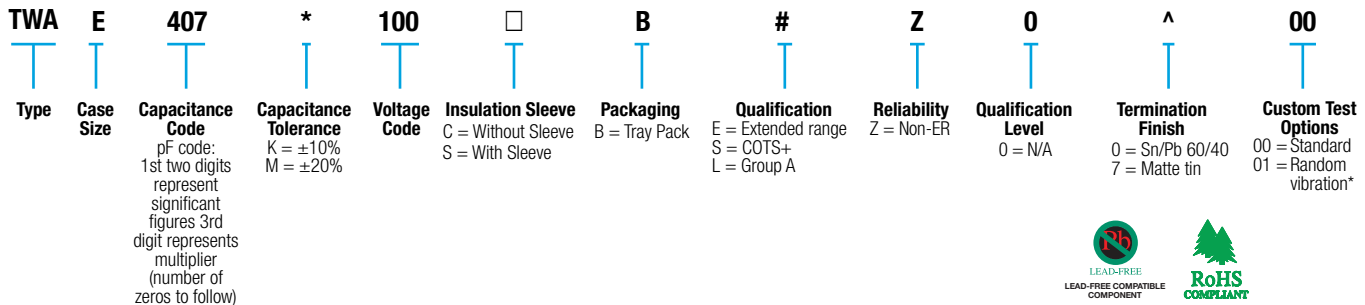 TWA E 407 * 100 □ B # Z 0 ^ 00
Type
Case
Size
Capacitance
Code
pF code:
1st two digits
represent
significant
figures 3rd
digit represents
multiplier
(number of
zeros to follow)
Capacitance
Tolerance
K = ±10%
M = ±20%
Voltage
Code
Insulation Sleeve
C = Without Sleeve
S = With Sleeve
Packaging
B = Tray Pack
Qualification
E = Extended range
S = COTS+
L = Group A
Reliability
Z = Non-ER
Qualification
Level
0 = N/A
Termination
Finish
0 = Sn/Pb 60/40
7 = Matte tin
Custom Test
Options
00 = Standard
01 = Random
vibration*
Pb
LEAD-FREE
LEAD-FREE COMPATIBLE
COMPONENT
RoHS
COMPLIANT